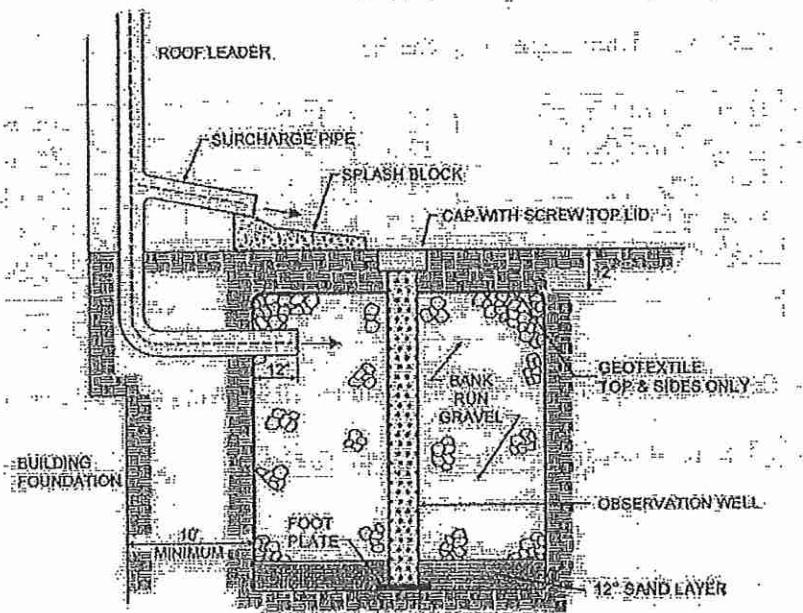 ROOF LEADER
SURCHARGE PIPE
SPLASH BLOCK
CAP WITH SCREW TOP LID
2'
12"
GEOTEXTILE
TOP & SIDES ONLY
BANK
RUN
GRAVEL
BUILDING
FOUNDATION
OBSERVATION WELL
FOOT
PLATE
10'
MINIMUM
12" SAND LAYER